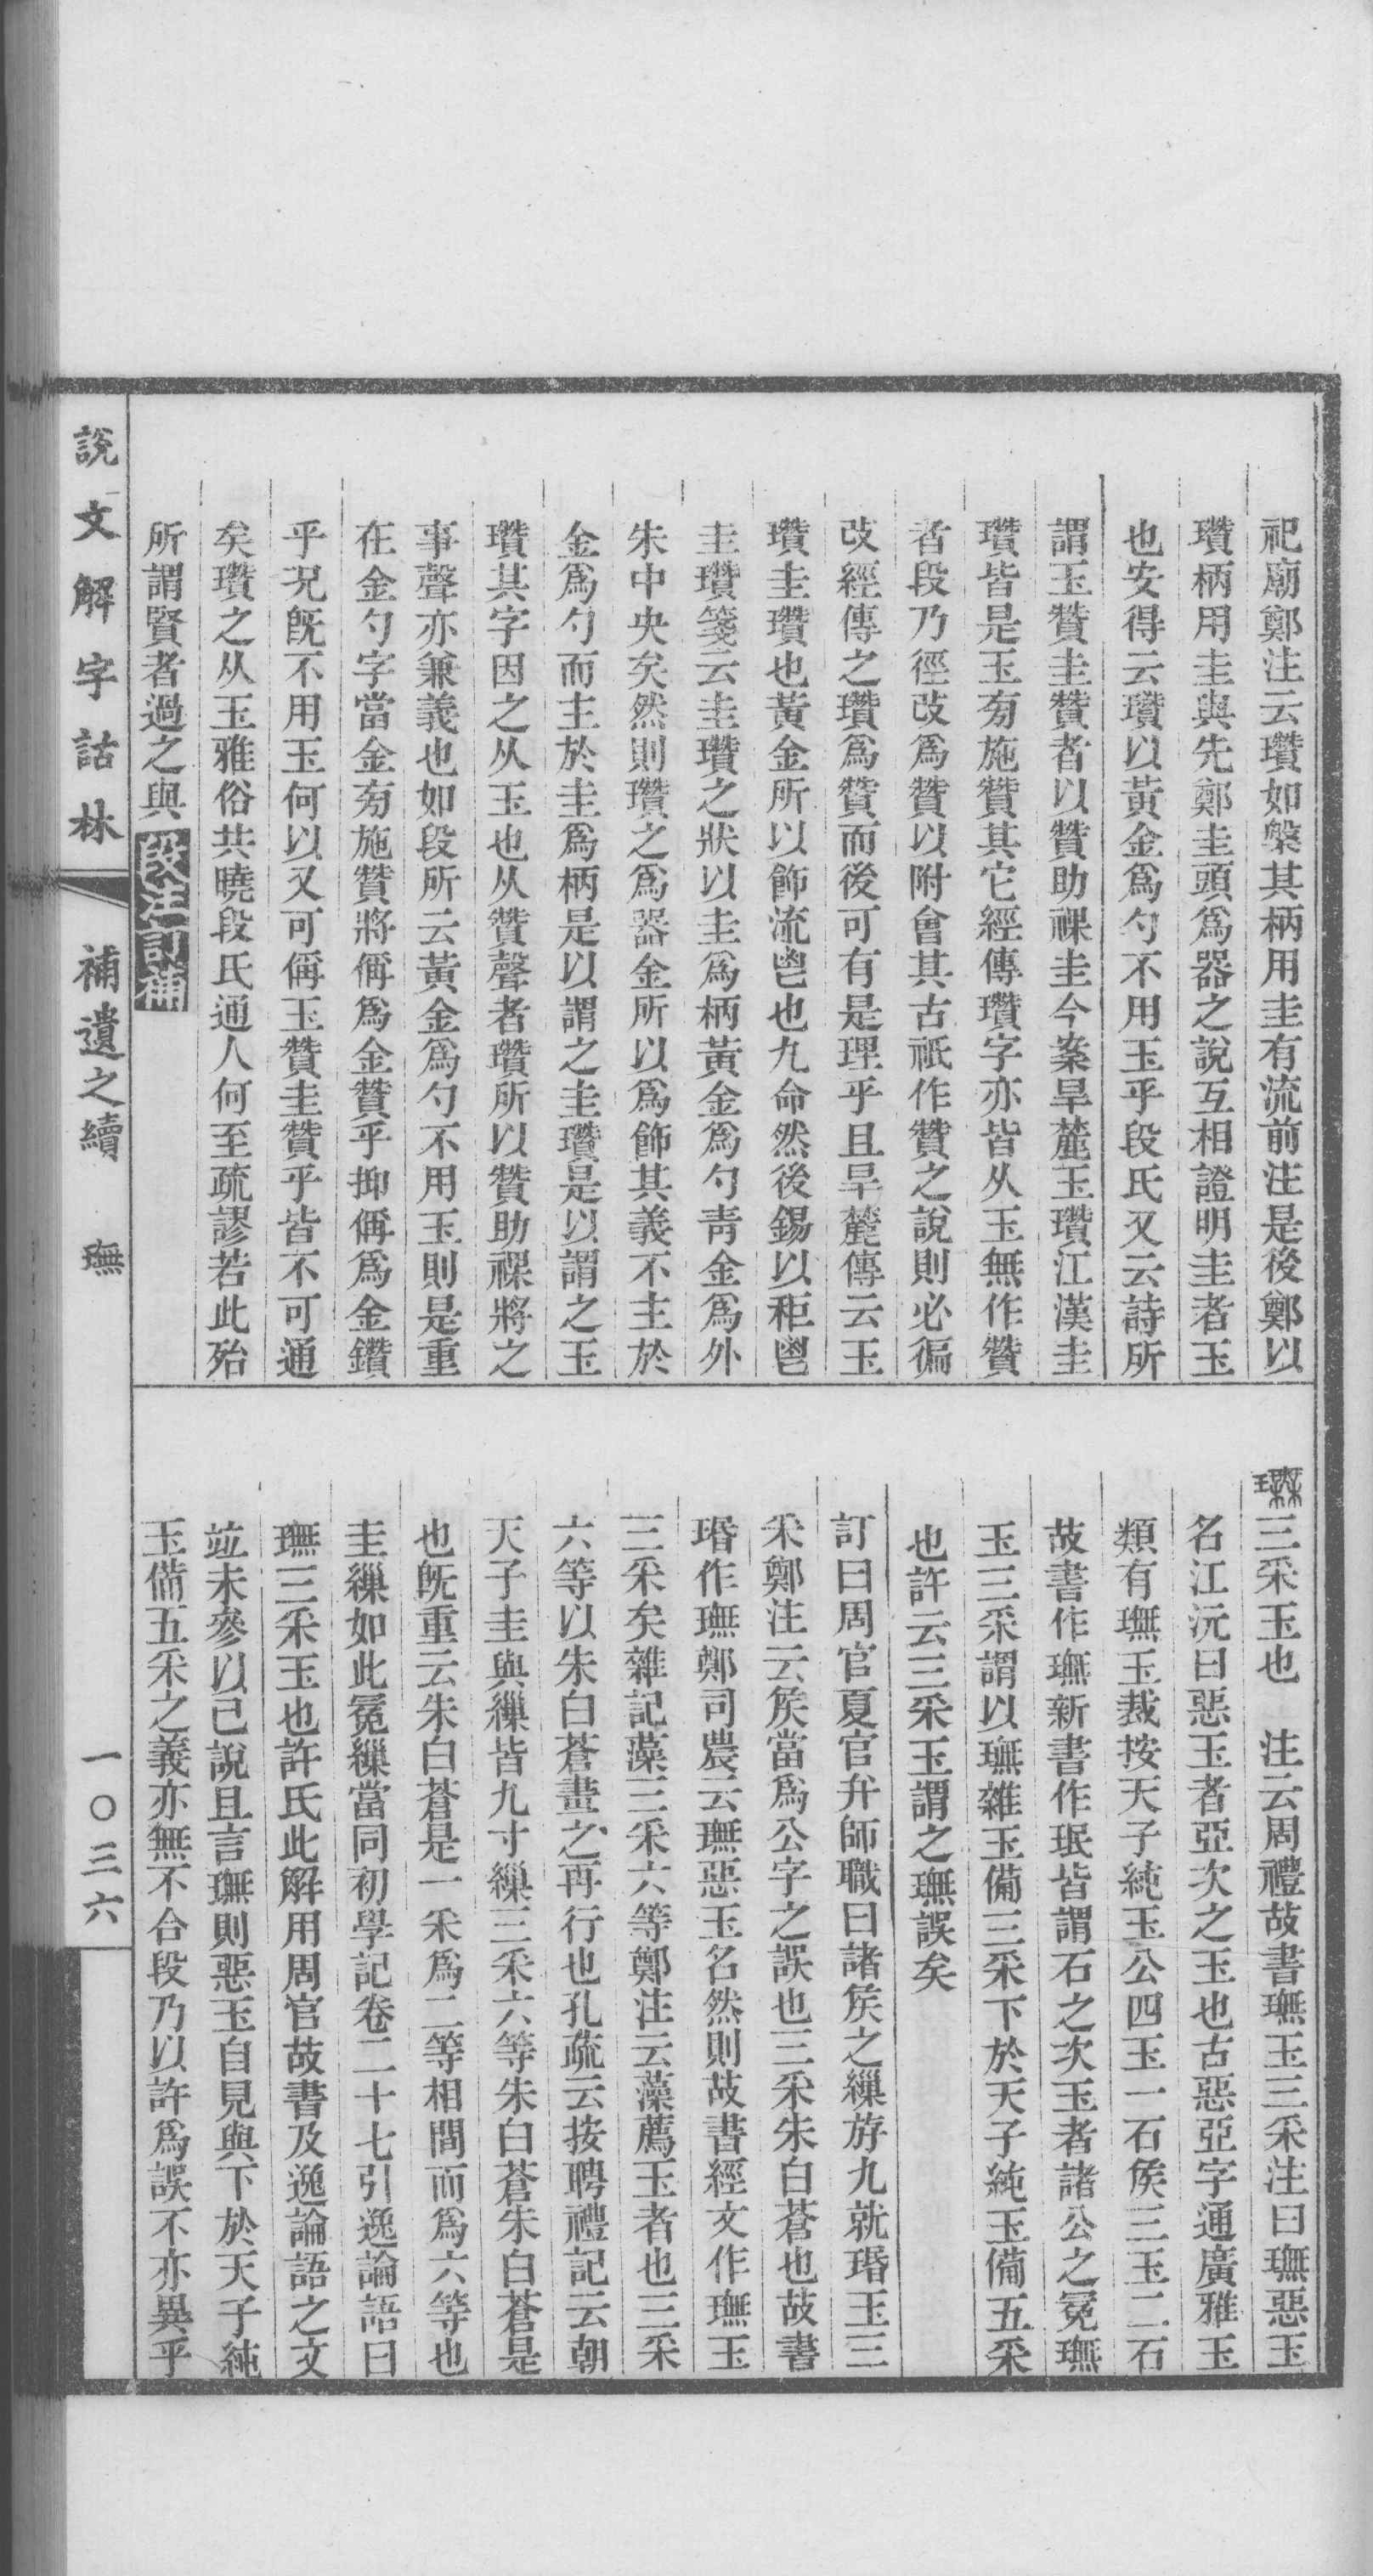 祀廟鄭注云瓚如槃其柄用圭有流前注是後鄭以
瓚柄用圭與先鄭圭頭爲器之說互相證明圭者玉
也安得云瓚以黃金爲勺不用玉乎段氏又云詩所
謂玉贊圭贊者以贊助祼圭今案旱麓玉瓚江漢圭
瓚皆是玉菊施贊其它經傳瓚字亦皆从玉無作贊
者段乃徑改爲贊以附會其古祇作贊之說則必徧
改經傳之瓚爲贊而後可有是理乎且旱麓傳云玉
瓚圭瓚也黃金所以飾流鬯也九命然後錫以秬鬯
圭瓚箋云圭瓚之狀以圭爲柄黃金爲勺靑金爲外
朱中央矣然則瓚之爲器金所以爲飾其義不主於
金爲勺而主於圭爲柄是以謂之圭瓚是以謂之玉
瓚其字因之从玉也从贊聲者瓚所以贊助祼將之
事聲亦兼義也如段所云黃金爲勺不用玉則是重
在金勺字當金菊施贊將偁爲金贊乎抑偁爲金鑽
乎況旣不用玉何以又可偁玉贊圭贊乎皆不可通
矣瓚之从玉雅俗共曉段氏通人何至疏謬若此殆
所謂賢者過之與 段注訂補
璑 三采玉也 注云周禮故書璑玉三采注曰璑惡玉
名江沅曰惡玉者亞次之玉也古惡亞字通廣雅玉
類有璑玉裁按天子純玉公四玉一石侯三玉二石
故書作璑新書作珉皆謂石之次玉者諸公之冕璑
玉三采謂以璑雜玉備三采下於天子純玉備五采
也許云三采玉謂之璑誤矣
訂曰周官夏官弁師職曰諸侯之繅斿九就瑉玉三
采鄭注云侯當爲公字之誤也三采朱白蒼也故書
瑉作璑鄭司農云璑惡玉名然則故書經文作璑玉
三采矣雜記藻三采六等鄭注云藻薦玉者也三采
六等以朱白蒼畫之再行也孔疏云按聘禮記云朝
天子圭與繅皆九寸繅三采六等朱白蒼朱白蒼是
也旣重云朱白蒼是一采爲二等相間而爲六等也
圭繅如此冕繅當同初學記卷二十七引逸論語曰
璑三采玉也許氏此解用周官故書及逸論語之文
竝未參以己說且言璑則惡玉自見與下於天子純
玉備五采之義亦無不合段乃以許爲誤不亦異乎
說文解字詁林 補遺之續 璑
一〇三六